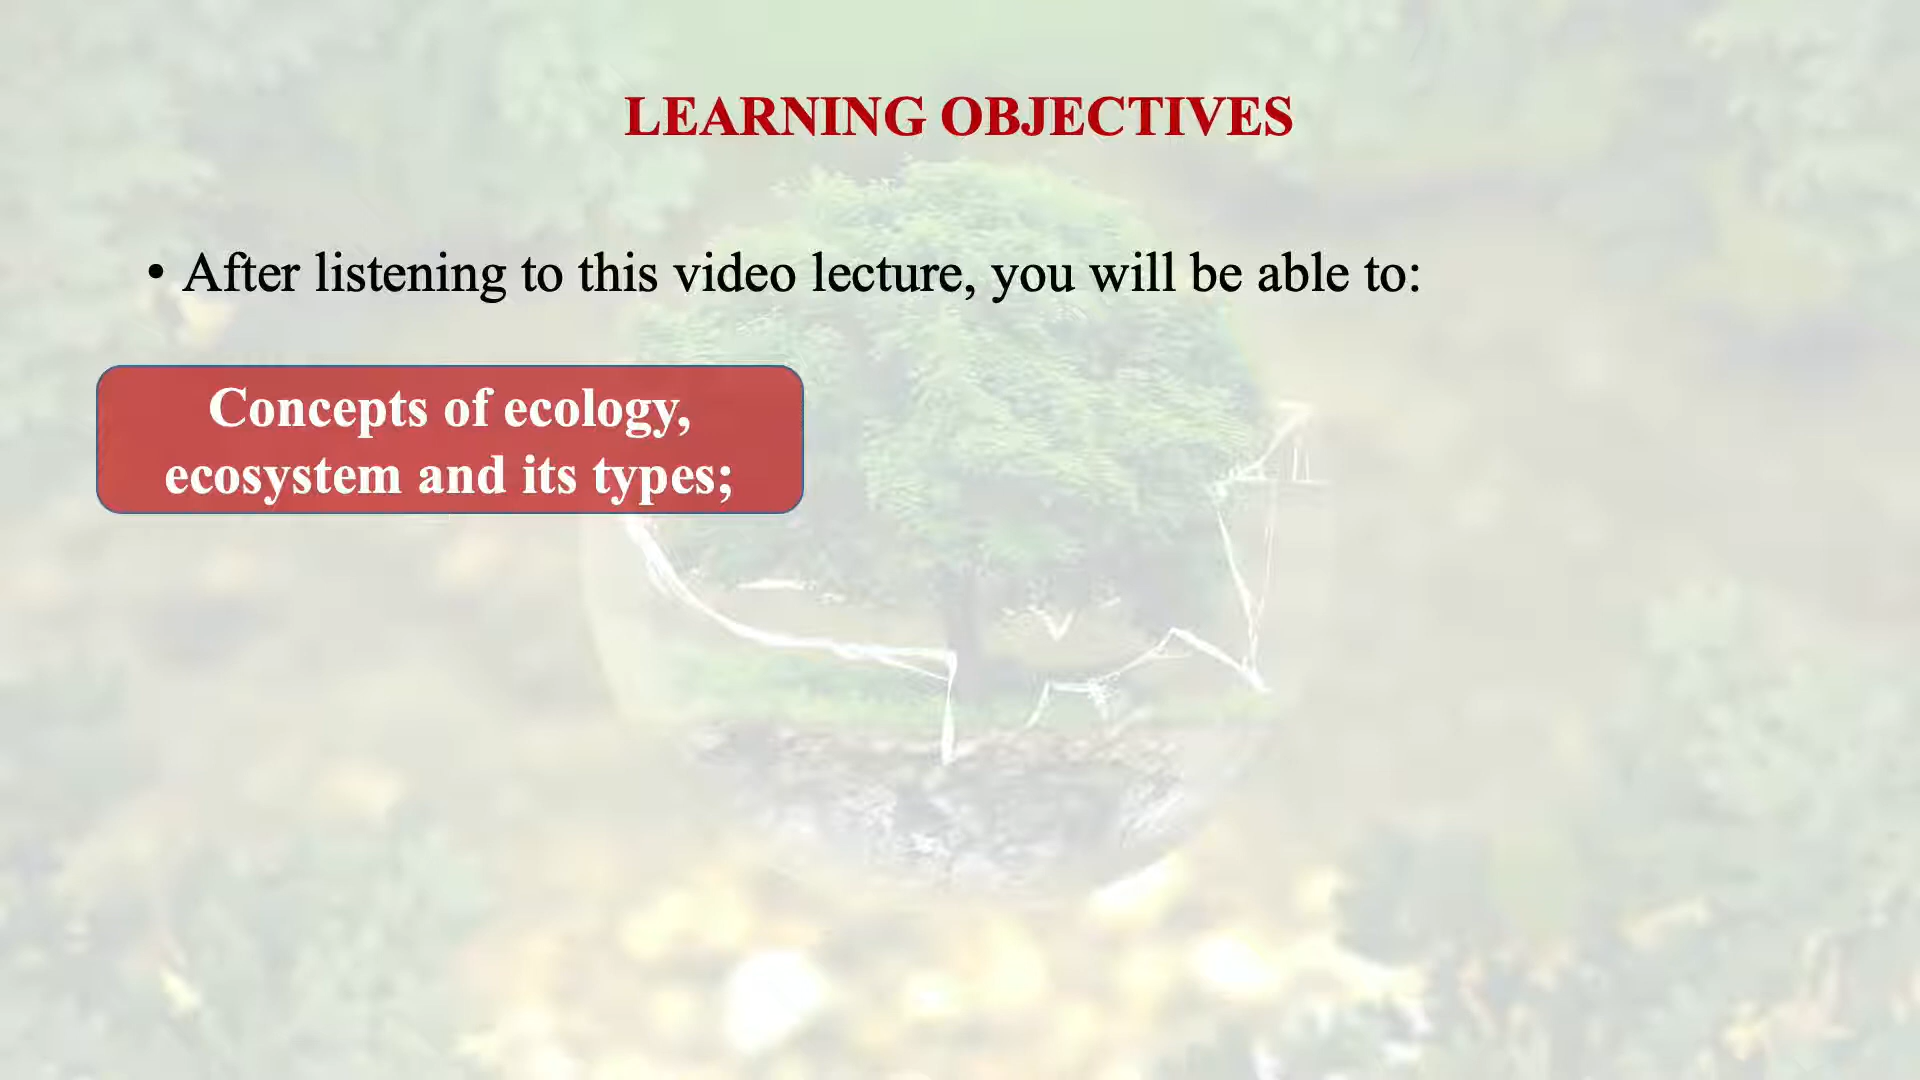 LEARNING OBJECTIVES
• After listening to this video lecture, you will be able to:
Concepts of ecology,
ecosystem and its types;